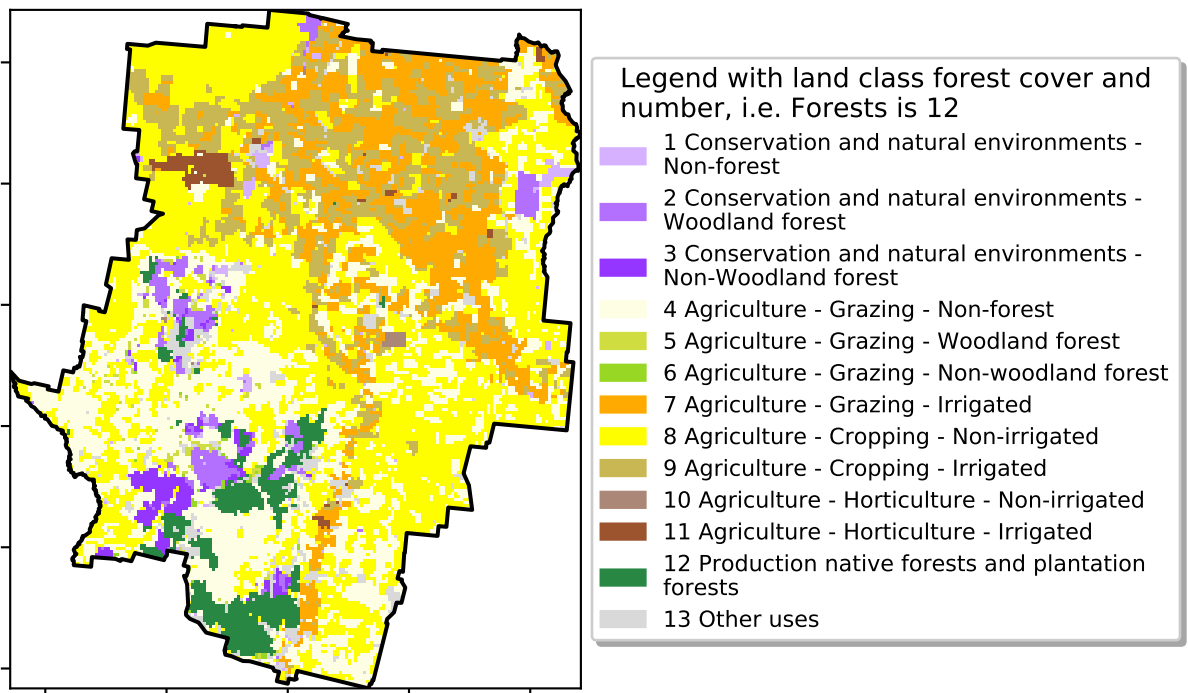 Legend with land class forest cover and
number, i.e. Forests is 12
1 Conservation and natural environments -
Non-forest
2 Conservation and natural environments -
Woodland forest
3 Conservation and natural environments -
Non-Woodland forest
4 Agriculture - Grazing - Non-forest
5 Agriculture - Grazing - Woodland forest
6 Agriculture - Grazing - Non-woodland forest
7 Agriculture - Grazing - Irrigated
8 Agriculture - Cropping - Non-irrigated
9 Agriculture - Cropping - Irrigated
10 Agriculture - Horticulture - Non-irrigated
11 Agriculture - Horticulture - Irrigated
12 Production native forests and plantation
forests
13 Other uses